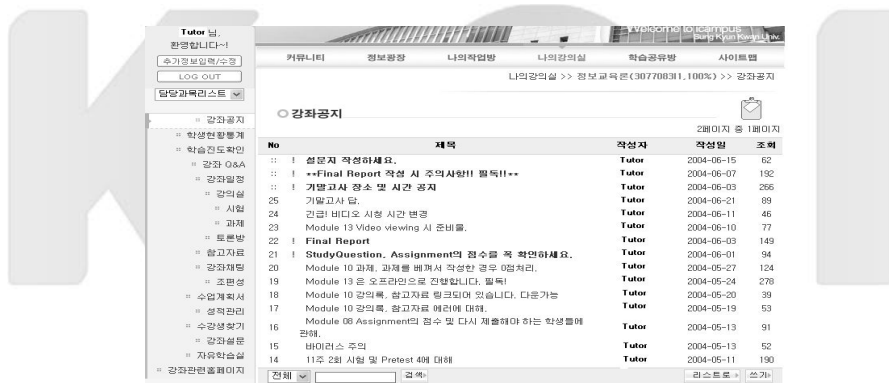 Tutor 님,
환영합니다~!
추가정보입력/수정
LOG OUT
담당과목리스트
강좌공지
학생현황통계
학습진도확인
강좌 Q&A
강좌일정
강의실
시험
과제
토론방
참고자료
강좌채팅
조편성
수업계획서
성적관리
수강생찾기
강좌설문
자유학습실
강좌관련홈페이지
Welcome to icampus
Sung Kyun Kwan Univ.
커뮤니티 정보광장 나의작업방 나의강의실 학습공유방 사이트맵
나의강의실 >> 정보교육론(3077083I1,100%) >> 강좌공지
강좌공지
2페이지 중 1페이지
No 제목 작성자 작성일 조회
:: ! 설문지 작성하세요. Tutor 2004-06-15 62
:: ! **Final Report 작성 시 주의사항!! 필독!!** Tutor 2004-06-07 192
:: ! 기말고사 장소 및 시간 공지 Tutor 2004-06-03 266
25 기말고사 답. Tutor 2004-06-21 89
24 긴급! 비디오 시청 시간 변경 Tutor 2004-06-11 46
23 Module 13 Video viewing 시 준비물. Tutor 2004-06-10 77
22 ! Final Report Tutor 2004-06-03 149
21 ! StudyQuestion, Assignment의 점수를 꼭 확인하세요. Tutor 2004-06-01 94
20 Module 10 과제, 과제를 베껴서 작성한 경우 0점처리. Tutor 2004-05-27 124
19 Module 13 은 오프라인으로 진행합니다. 필독! Tutor 2004-05-24 278
18 Module 10 강의록, 참고자료 링크되어 있습니다. 다운가능 Tutor 2004-05-20 39
17 Module 10 강의록, 참고자료 에러에 대해. Tutor 2004-05-19 53
16 Module 08 Assignment의 점수 및 다시 제출해야 하는 학생들에 Tutor 2004-05-13 91
관해.
15 바이러스 주의 Tutor 2004-05-13 52
14 11주 2회 시험 및 Pretest 4에 대해 Tutor 2004-05-11 190
전체 검색 리스트로 쓰기